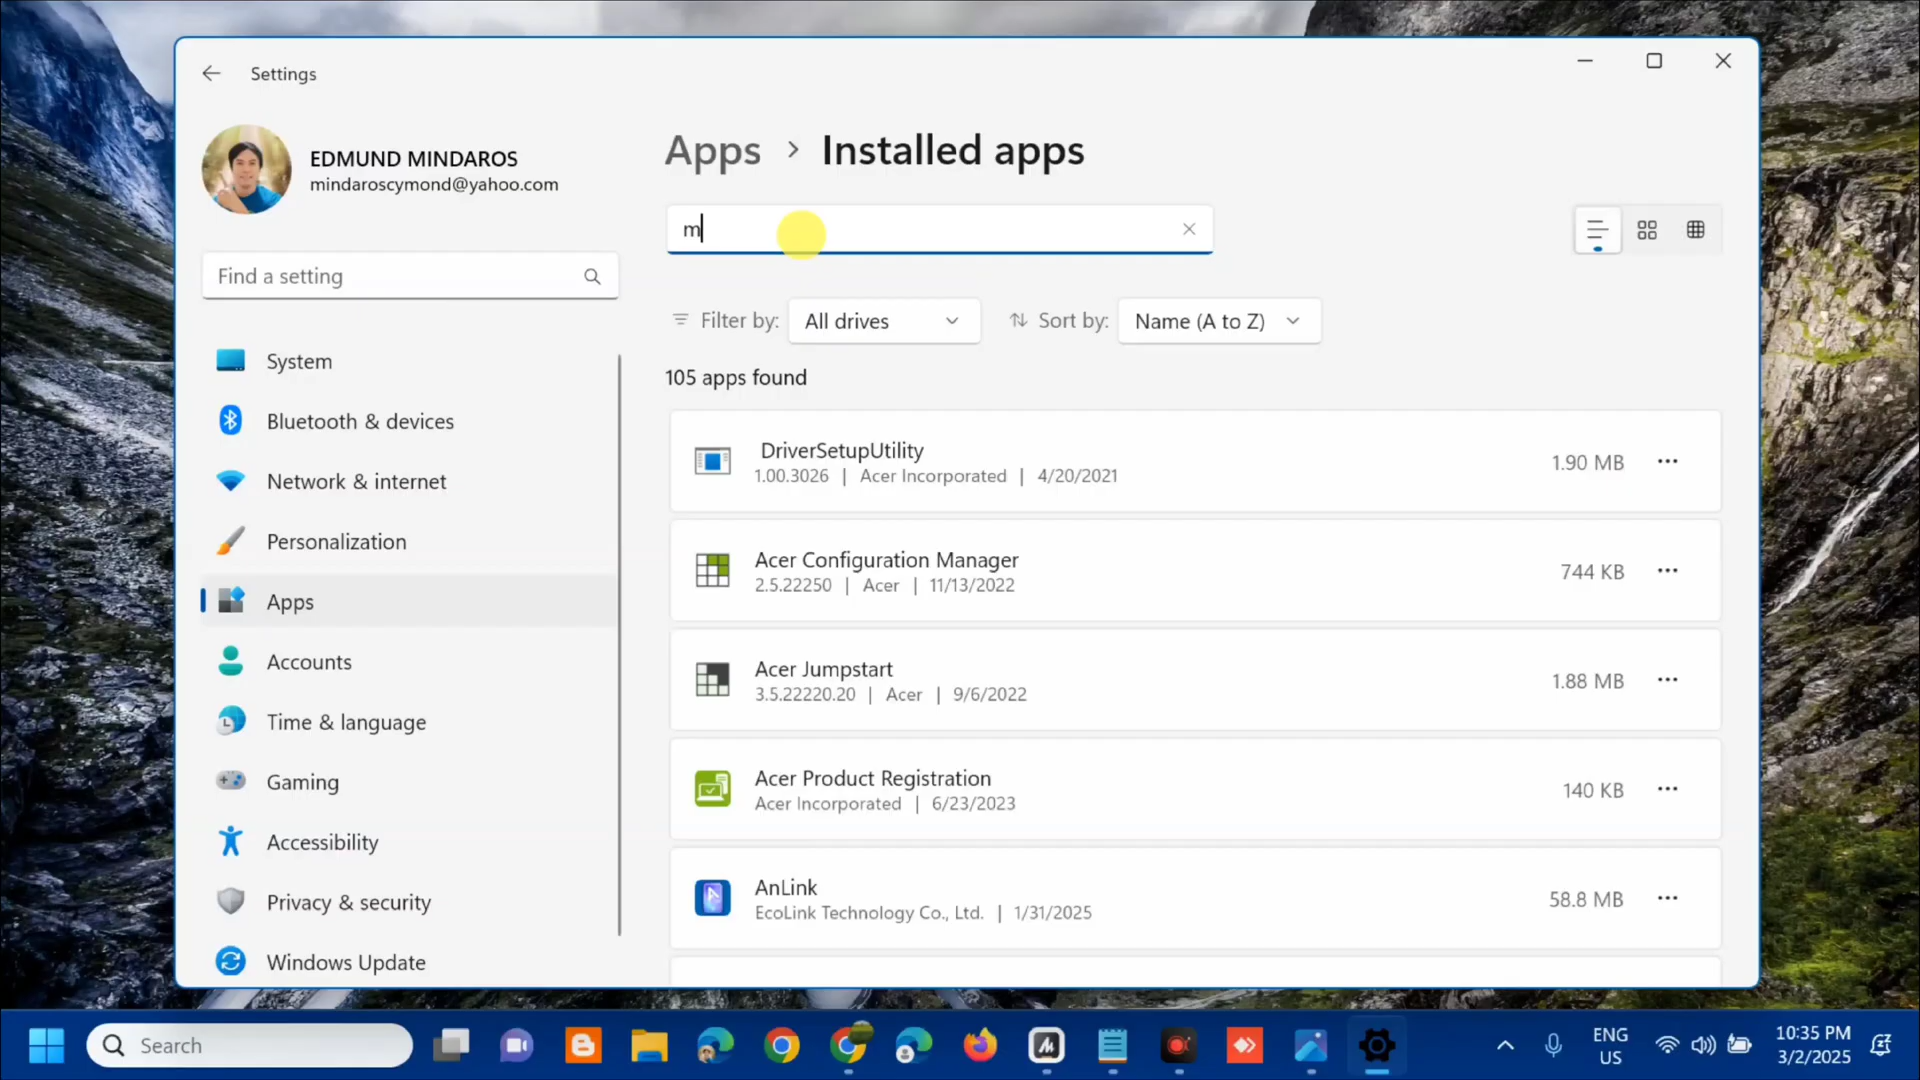 Settings
EDMUND MINDAROS
mindaroscymond@yahoo.com
Find a setting
System
Bluetooth & devices
Network & internet
Personalization
Apps
Accounts
Time & language
Gaming
Accessibility
Privacy & security
Windows Update
Apps > Installed apps
m
Filter by: All drives Sort by: Name (A to Z)
105 apps found
DriverSetupUtility
1.00.3026 | Acer Incorporated | 4/20/2021
1.90 MB
Acer Configuration Manager
2.5.22250 | Acer | 11/13/2022
744 KB
Acer Jumpstart
3.5.22220.20 | Acer | 9/6/2022
1.88 MB
Acer Product Registration
Acer Incorporated | 6/23/2023
140 KB
AnLink
EcoLink Technology Co., Ltd. | 1/31/2025
58.8 MB
Search
ENG
US
10:35 PM
3/2/2025